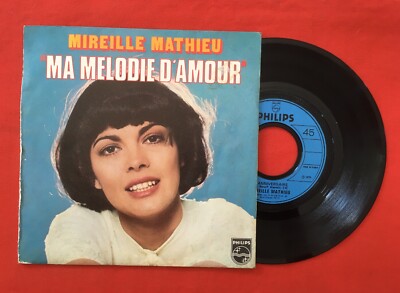 MIREILLE MATHIEU
"MA MELODIE D'AMOUR"
PHILIPS
PHILIPS
45
MIREILLE MATHIEU